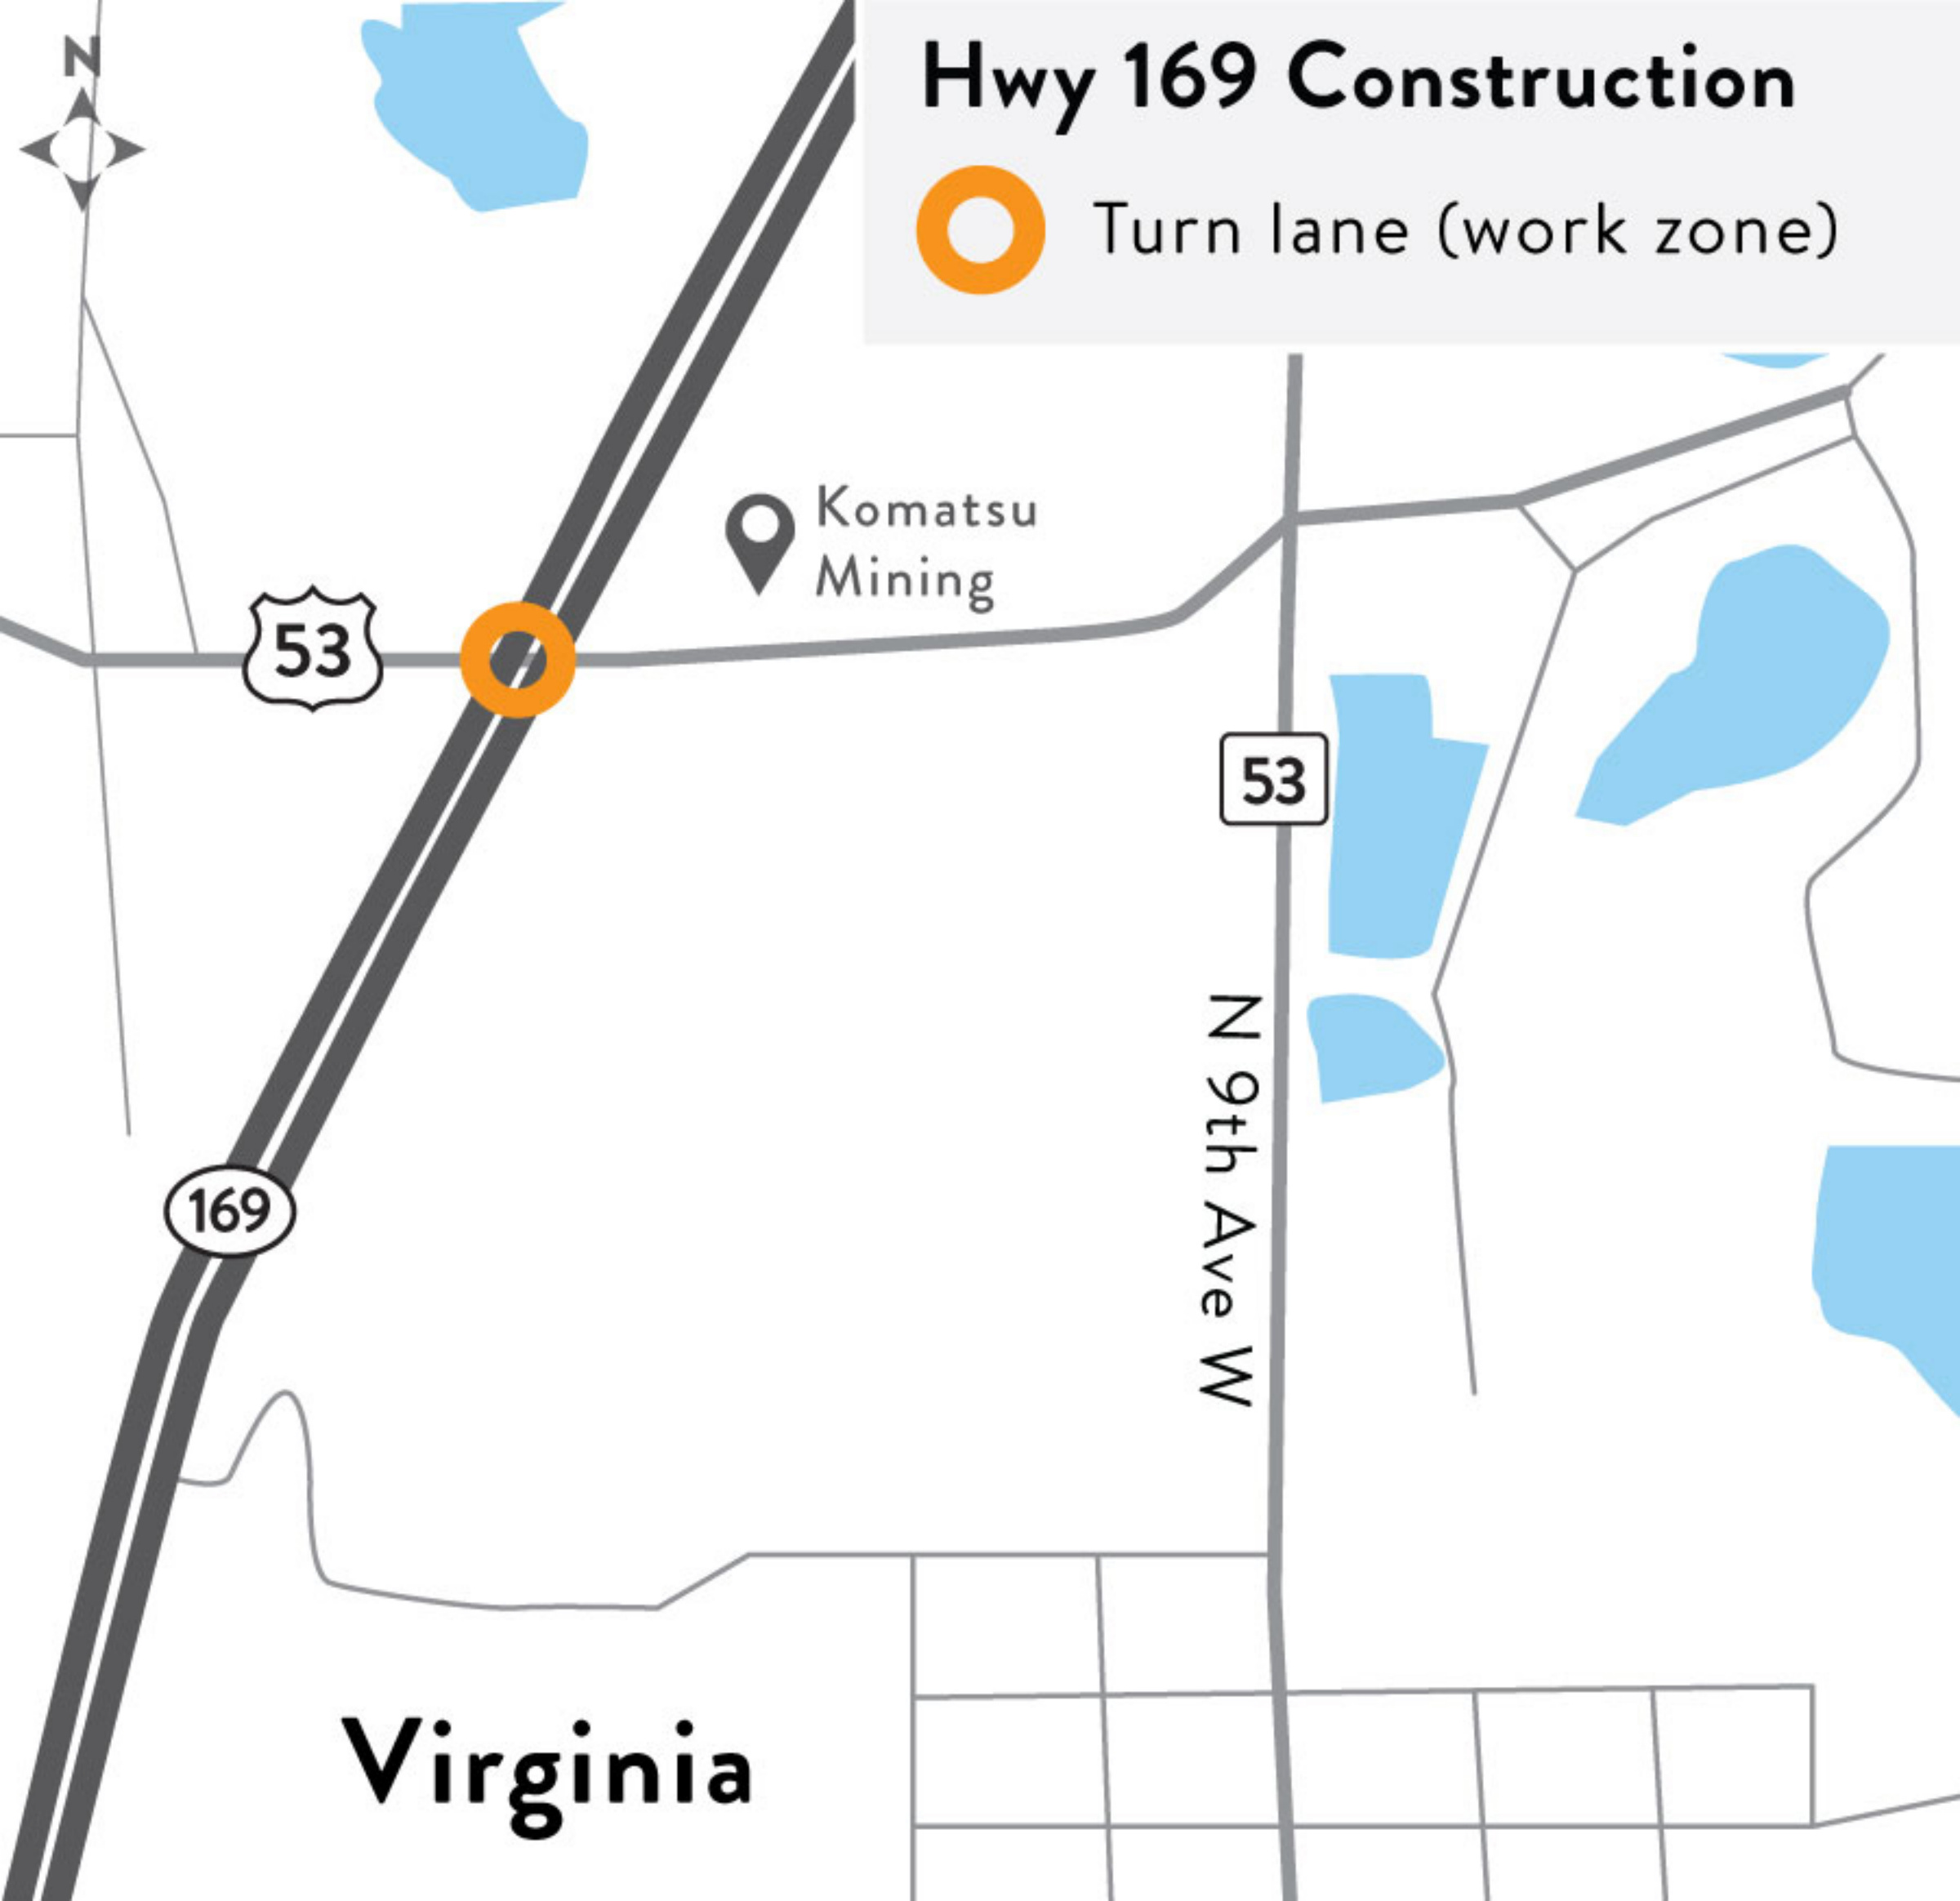 N
Hwy 169 Construction
Turn lane (work zone)
Komatsu
Mining
53
53
N 9th Ave W
169
Virginia